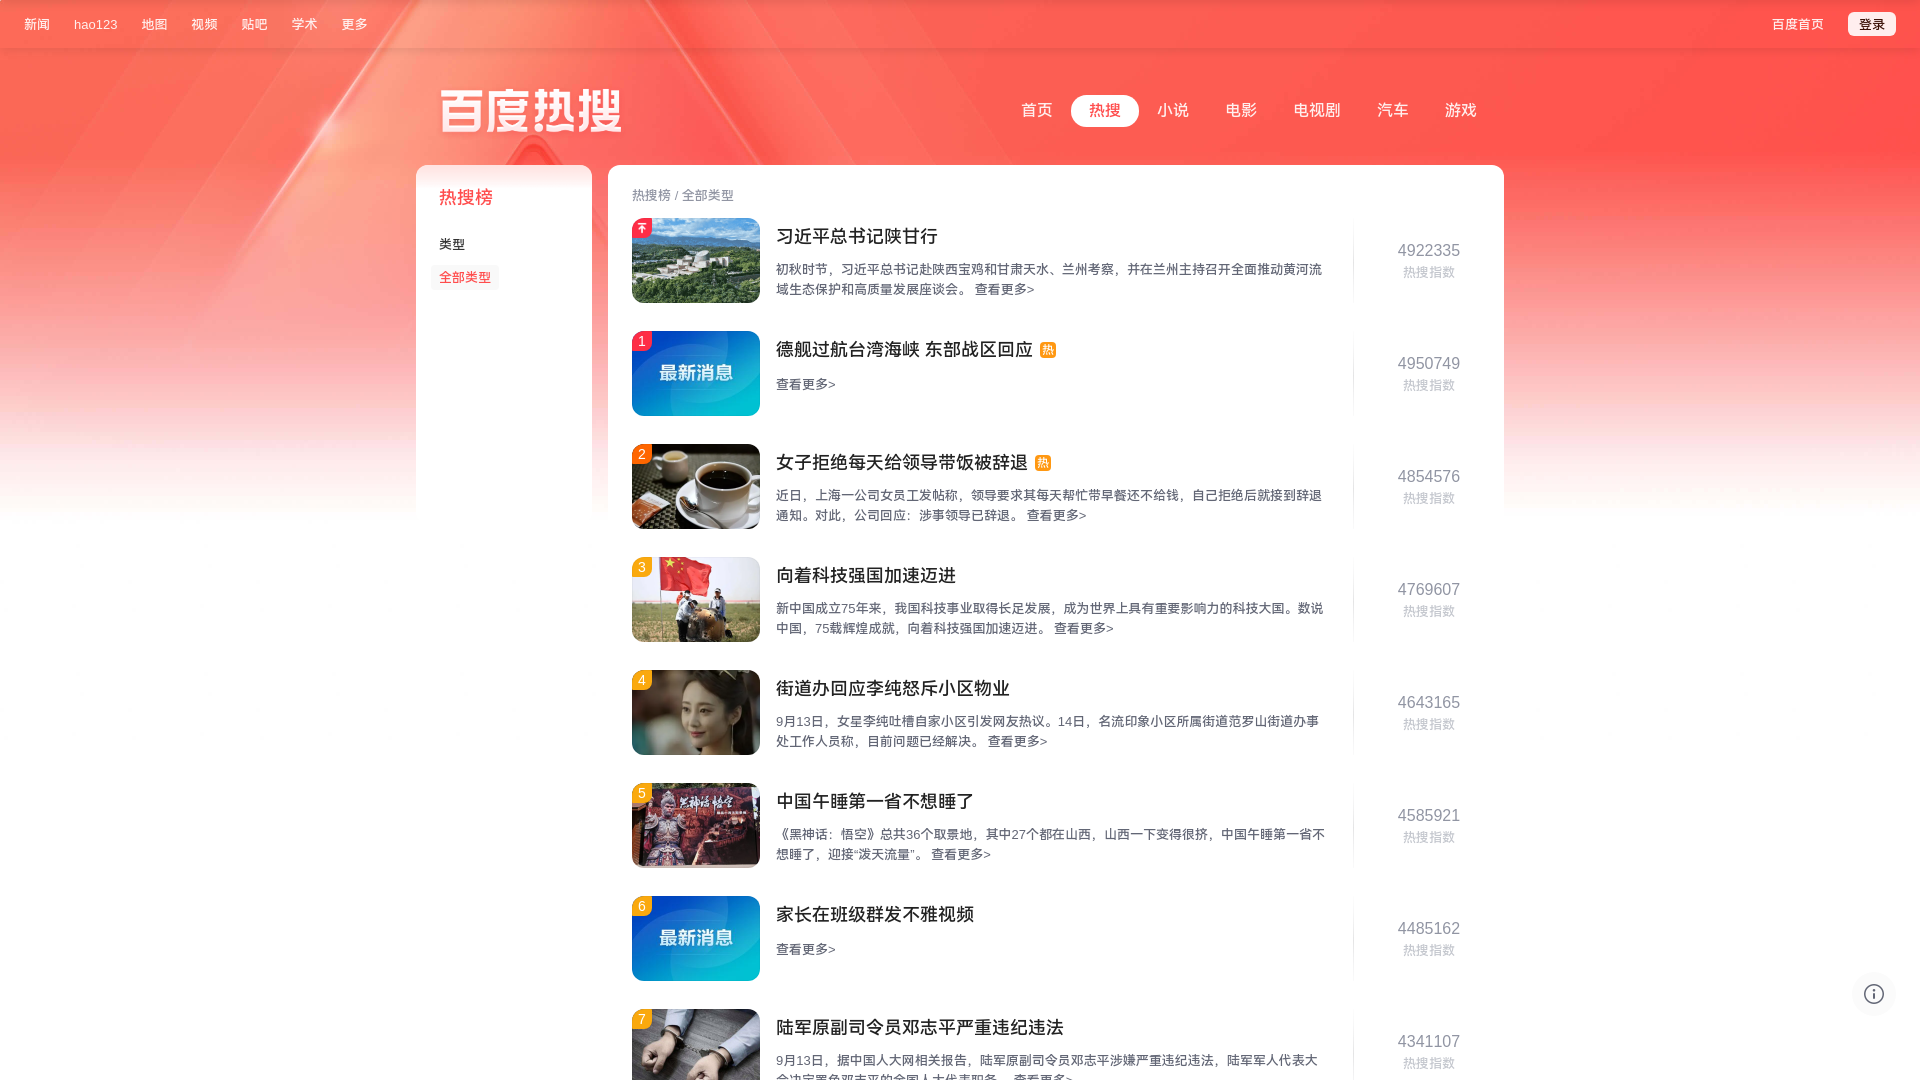 新闻 hao123 地图 视频 贴吧 学术 更多 百度首页 登录
百度热搜
首页 热搜 小说 电影 电视剧 汽车 游戏
热搜榜
类型
全部类型
热搜榜 / 全部类型
习近平总书记陕甘行
初秋时节，习近平总书记赴陕西宝鸡和甘肃天水、兰州考察，并在兰州主持召开全面推动黄河流
域生态保护和高质量发展座谈会。 查看更多>
4922335
热搜指数
1
最新消息
德舰过航台湾海峡 东部战区回应 热
查看更多>
4950749
热搜指数
2
女子拒绝每天给领导带饭被辞退 热
近日，上海一公司女员工发帖称，领导要求其每天帮忙带早餐还不给钱，自己拒绝后就接到辞退
通知。对此，公司回应：涉事领导已辞退。 查看更多>
4854576
热搜指数
3
向着科技强国加速迈进
新中国成立75年来，我国科技事业取得长足发展，成为世界上具有重要影响力的科技大国。数说
中国，75载辉煌成就，向着科技强国加速迈进。 查看更多>
4769607
热搜指数
4
街道办回应李纯怒斥小区物业
9月13日，女星李纯吐槽自家小区引发网友热议。14日，名流印象小区所属街道范罗山街道办事
处工作人员称，目前问题已经解决。 查看更多>
4643165
热搜指数
5
黑神话悟空
中国午睡第一省不想睡了
《黑神话：悟空》总共36个取景地，其中27个都在山西，山西一下变得很挤，中国午睡第一省不
想睡了，迎接“泼天流量”。 查看更多>
4585921
热搜指数
6
最新消息
家长在班级群发不雅视频
查看更多>
4485162
热搜指数
7
陆军原副司令员邓志平严重违纪违法
9月13日，据中国人大网相关报告，陆军原副司令员邓志平涉嫌严重违纪违法，陆军军人代表大
会决定罢免邓志平的全国人大代表职务。 查看更多>
4341107
热搜指数